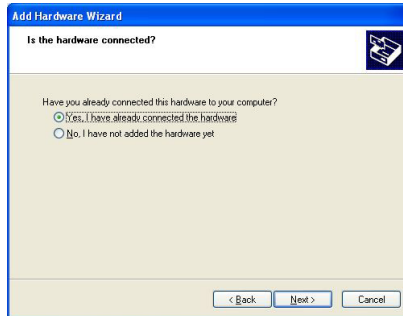 Add Hardware Wizard
Is the hardware connected?
Have you already connected this hardware to your computer?
Yes, I have already connected the hardware
No, I have not added the hardware yet
< Back
Next >
Cancel